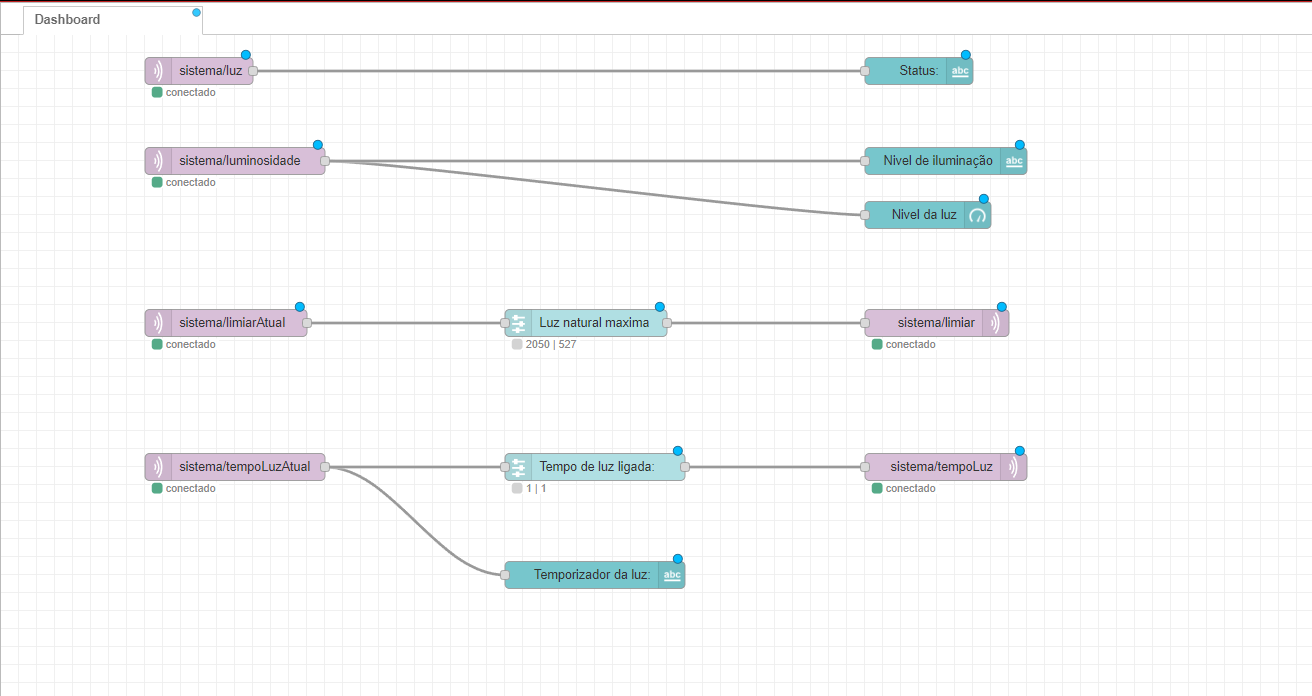 Dashboard
sistema/luz
conectado
Status:
abc
sistema/luminosidade
conectado
Nivel de iluminação
abc
Nivel da luz
sistema/limiarAtual
conectado
Luz natural maxima
2050 | 527
sistema/limiar
conectado
sistema/tempoLuzAtual
conectado
Tempo de luz ligada:
1 | 1
sistema/tempoLuz
conectado
Temporizador da luz:
abc